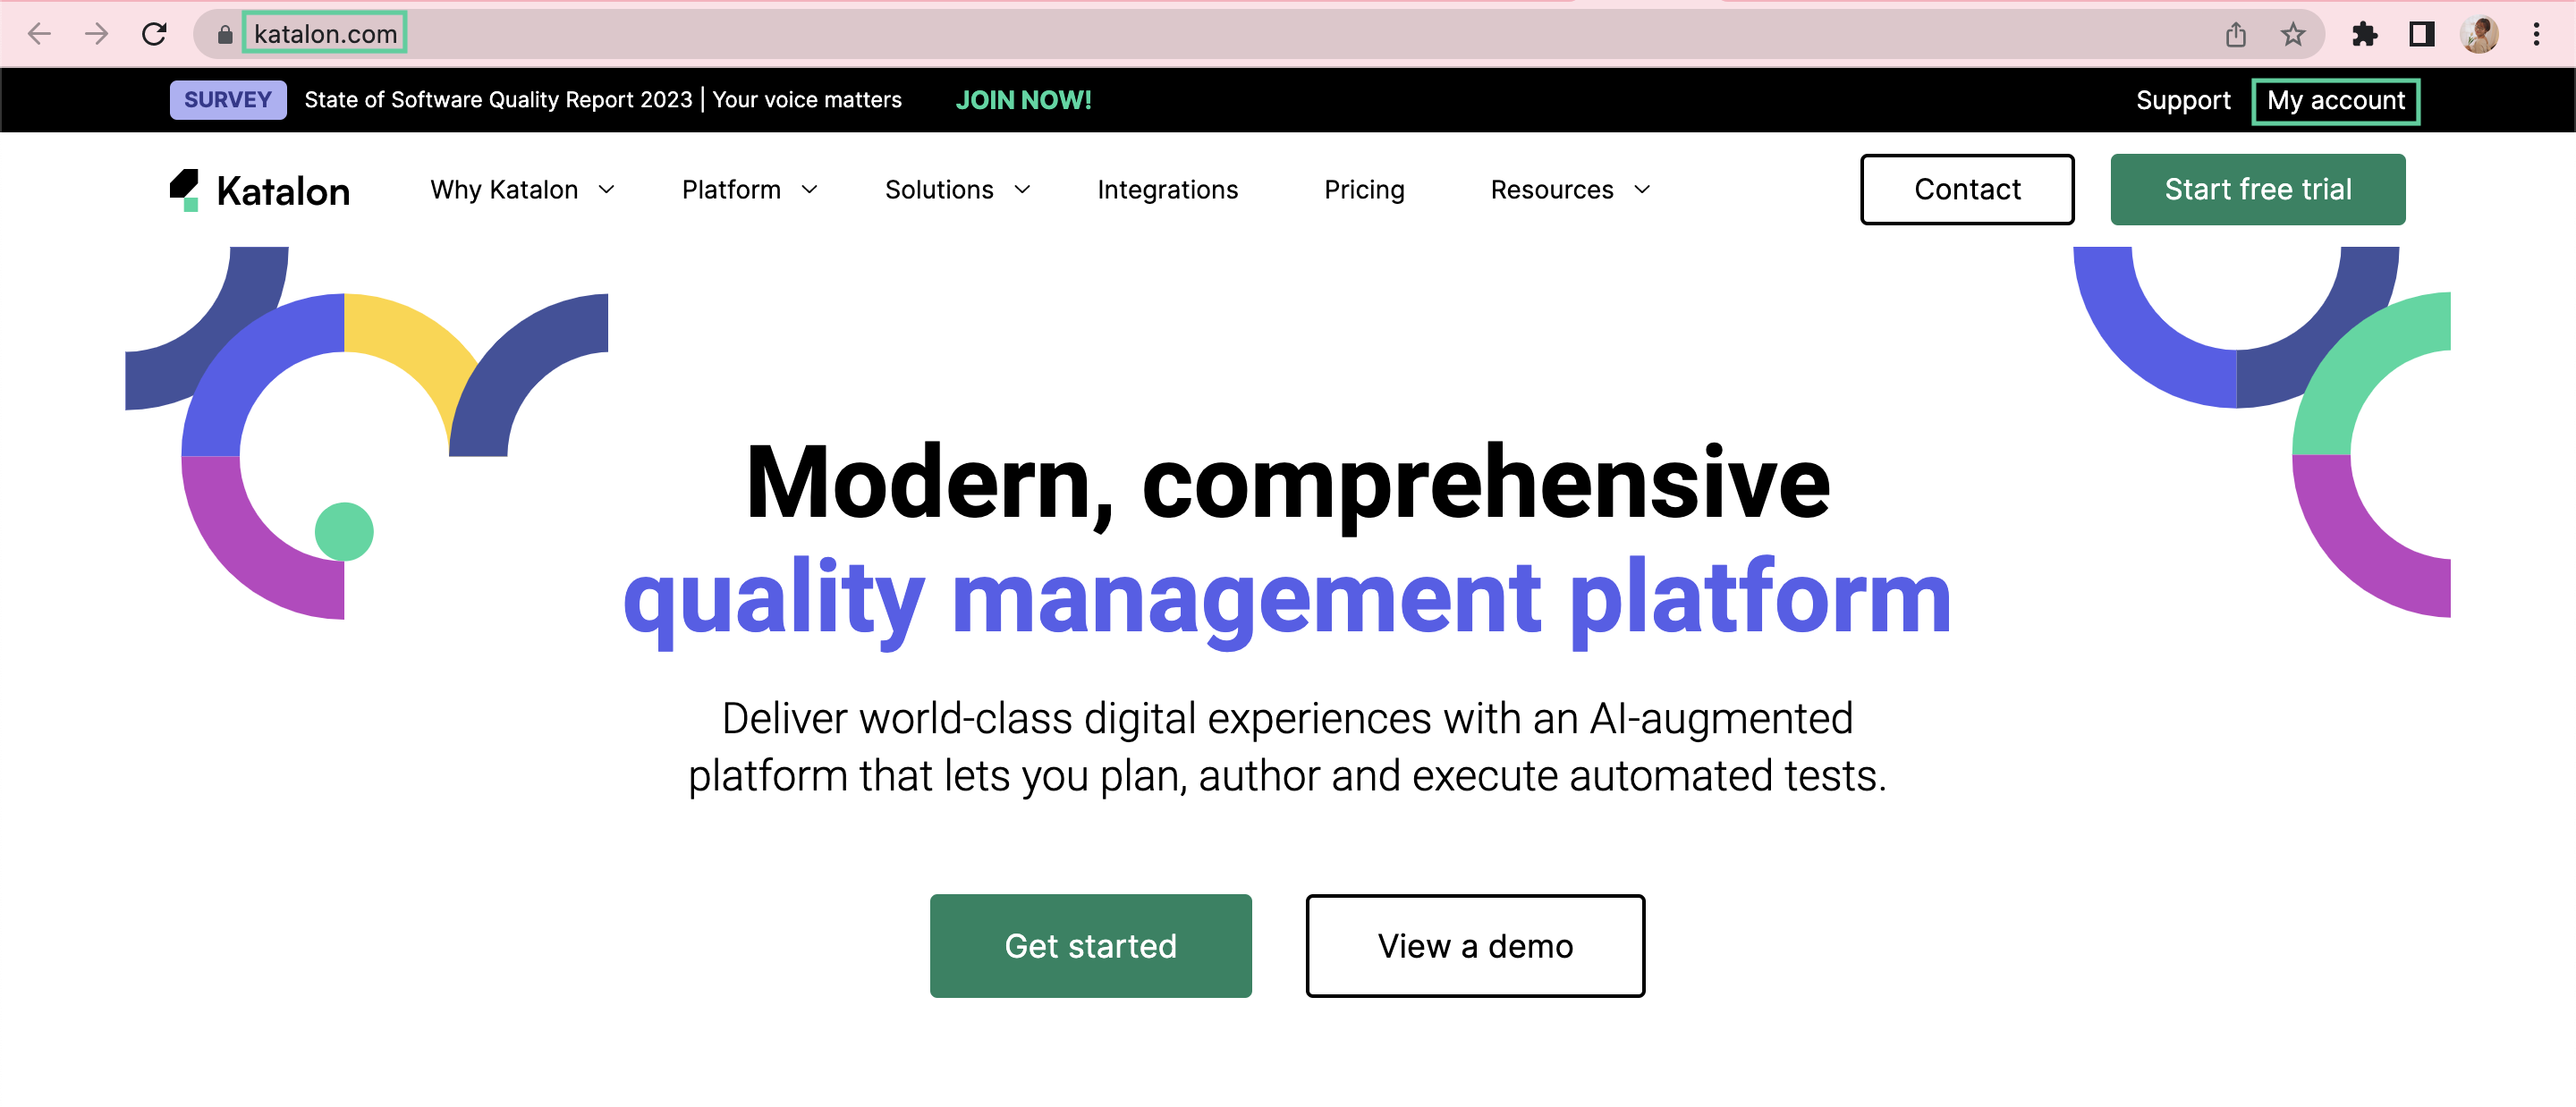 katalon.com
SURVEY State of Software Quality Report 2023 | Your voice matters JOIN NOW! Support My account
Katalon Why Katalon Platform Solutions Integrations Pricing Resources Contact Start free trial
Modern, comprehensive
quality management platform
Deliver world-class digital experiences with an AI-augmented
platform that lets you plan, author and execute automated tests.
Get started View a demo